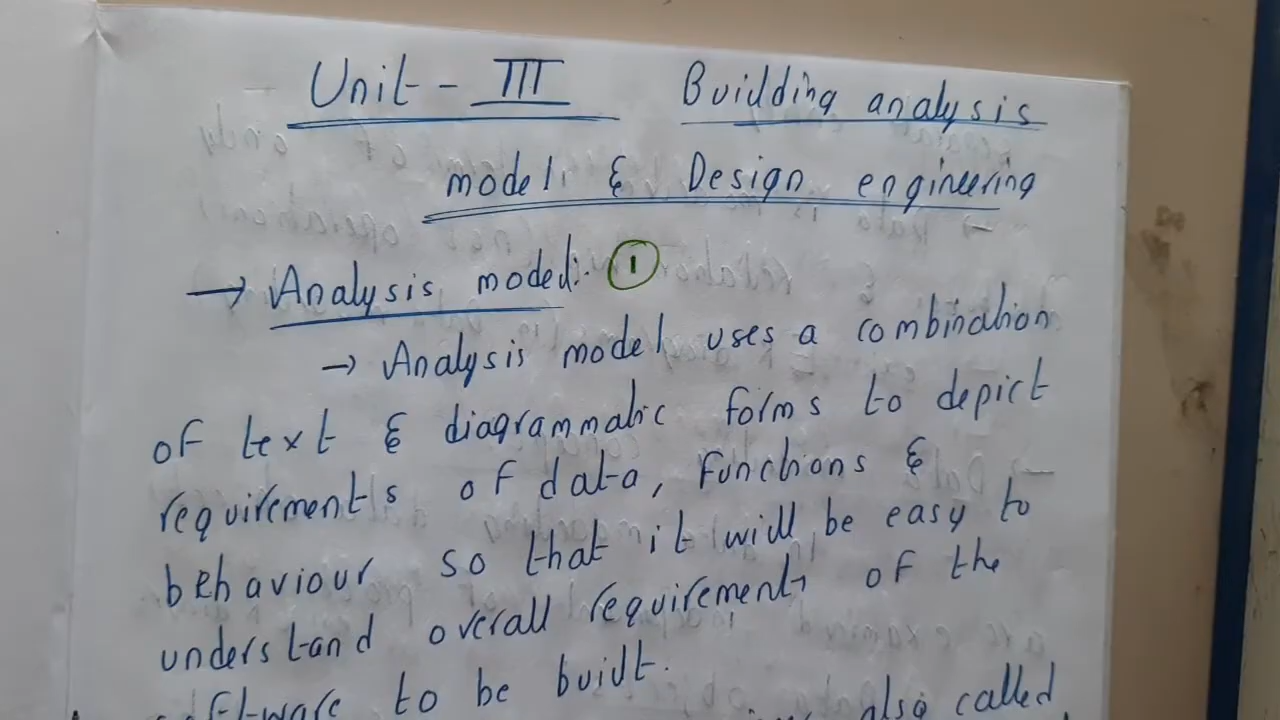 Unit - III Building analysis
model & Design engineering
→ Analysis model:- 1
→ Analysis model uses a combination
of text & diagrammatic forms to depict
requirements of data, functions &
behaviour so that it will be easy to
understand overall requirements of the
software to be built.
also called